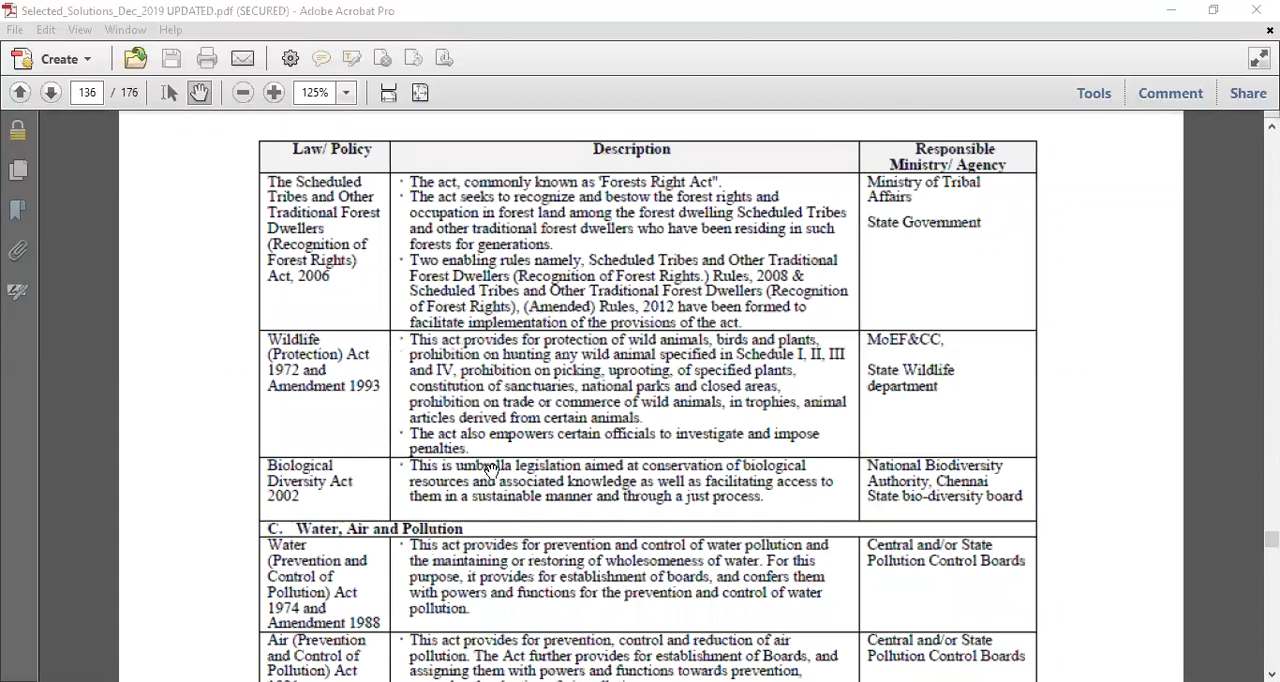 Selected_Solutions_Dec_2019 UPDATED.pdf (SECURED) - Adobe Acrobat Pro
File Edit View Window Help
Create
136 / 176 125% Tools Comment Share
Law/ Policy
Description
Responsible
Ministry/ Agency
The Scheduled
Tribes and Other
Traditional Forest
Dwellers
(Recognition of
Forest Rights)
Act, 2006
· The act, commonly known as 'Forests Right Act".
· The act seeks to recognize and bestow the forest rights and
occupation in forest land among the forest dwelling Scheduled Tribes
and other traditional forest dwellers who have been residing in such
forests for generations.
· Two enabling rules namely, Scheduled Tribes and Other Traditional
Forest Dwellers (Recognition of Forest Rights.) Rules, 2008 &
Scheduled Tribes and Other Traditional Forest Dwellers (Recognition
of Forest Rights), (Amended) Rules, 2012 have been formed to
facilitate implementation of the provisions of the act.
Ministry of Tribal
Affairs
State Government
Wildlife
(Protection) Act
1972 and
Amendment 1993
· This act provides for protection of wild animals, birds and plants,
prohibition on hunting any wild animal specified in Schedule I, II, III
and IV, prohibition on picking, uprooting, of specified plants,
constitution of sanctuaries, national parks and closed areas,
prohibition on trade or commerce of wild animals, in trophies, animal
articles derived from certain animals.
· The act also empowers certain officials to investigate and impose
penalties.
MoEF&CC,
State Wildlife
department
Biological
Diversity Act
2002
· This is umbrella legislation aimed at conservation of biological
resources and associated knowledge as well as facilitating access to
them in a sustainable manner and through a just process.
National Biodiversity
Authority, Chennai
State bio-diversity board
C. Water, Air and Pollution
Water
(Prevention and
Control of
Pollution) Act
1974 and
Amendment 1988
· This act provides for prevention and control of water pollution and
the maintaining or restoring of wholesomeness of water. For this
purpose, it provides for establishment of boards, and confers them
with powers and functions for the prevention and control of water
pollution.
Central and/or State
Pollution Control Boards
Air (Prevention
and Control of
Pollution) Act
· This act provides for prevention, control and reduction of air
pollution. The Act further provides for establishment of Boards, and
assigning them with powers and functions towards prevention,
Central and/or State
Pollution Control Boards